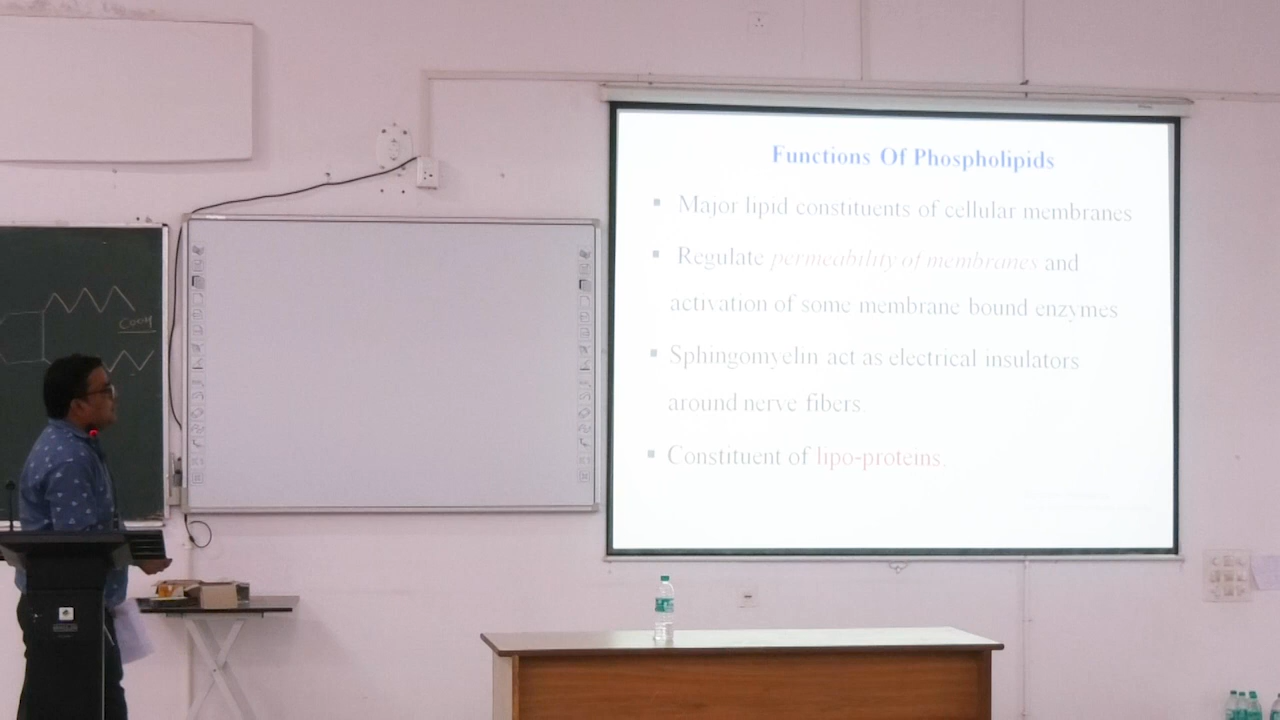 Functions Of Phospholipids
▪ Major lipid constituents of cellular membranes
▪ Regulate permeability of membranes and
activation of some membrane bound enzymes
▪ Sphingomyelin act as electrical insulators
around nerve fibers.
▪ Constituent of lipo-proteins.
COOH